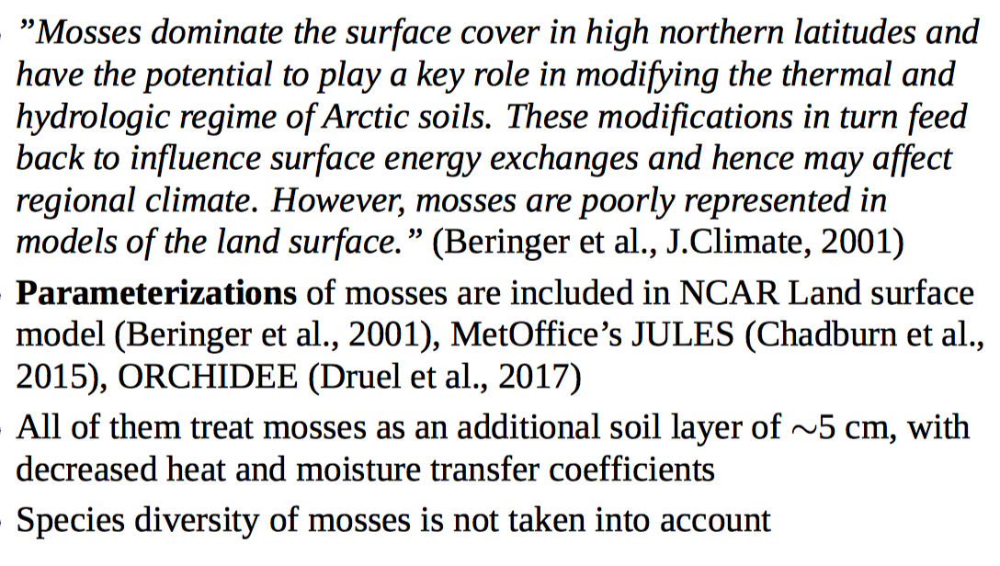 ”Mosses dominate the surface cover in high northern latitudes and
have the potential to play a key role in modifying the thermal and
hydrologic regime of Arctic soils. These modifications in turn feed
back to influence surface energy exchanges and hence may affect
regional climate. However, mosses are poorly represented in
models of the land surface.” (Beringer et al., J.Climate, 2001)
Parameterizations of mosses are included in NCAR Land surface
model (Beringer et al., 2001), MetOffice’s JULES (Chadburn et al.,
2015), ORCHIDEE (Druel et al., 2017)
All of them treat mosses as an additional soil layer of ∼5 cm, with
decreased heat and moisture transfer coefficients
Species diversity of mosses is not taken into account